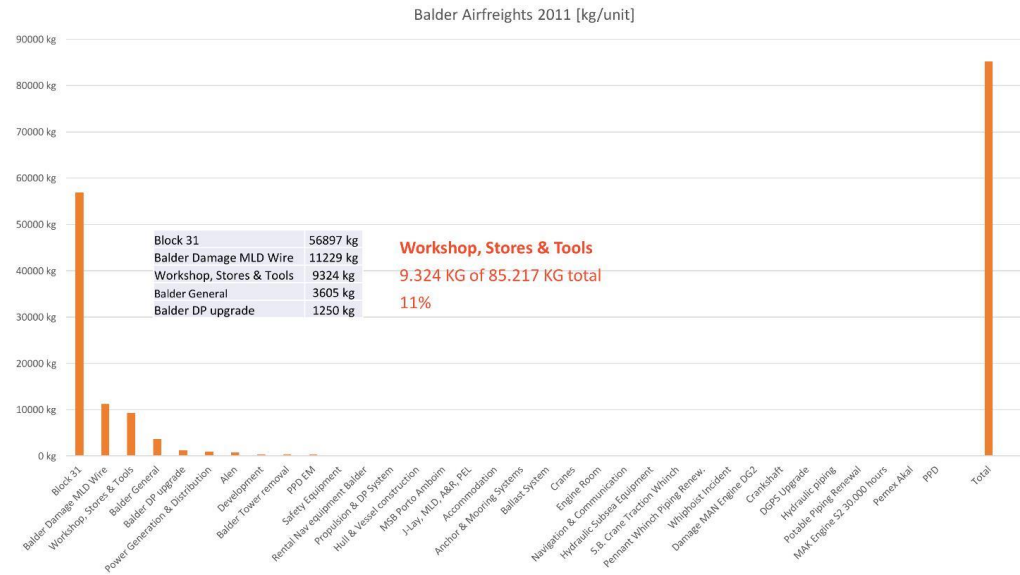 Balder Airfreights 2011 [kg/unit]
90000 kg
80000 kg
70000 kg
60000 kg
50000 kg
40000 kg
30000 kg
20000 kg
10000 kg
0 kg
Block 31 56897 kg
Balder Damage MLD Wire 11229 kg
Workshop, Stores & Tools 9324 kg
Balder General 3605 kg
Balder DP upgrade 1250 kg
Workshop, Stores & Tools
9.324 KG of 85.217 KG total
11%
Block 31
Balder Damage MLD Wire
Workshop, Stores & Tools
Balder General
Balder DP upgrade
Power Generation & Distribution
Alen
Development
Balder Tower removal
PPD EM
Safety Equipment
Rental Nav equipment Balder
Propulsion & DP System
Hull & Vessel construction
MSB Porto Amboim
J-Lay, MLD, A&R, PEL
Accomodation
Anchor & Mooring Systems
Ballast System
Cranes
Engine Room
Navigation & Communication
Hydraulic Subsea Equipment
S.B. Crane Traction Whinch
Pennant Whinch Piping Renew.
Whiphoist Incident
Damage MAN Engine DG2
Crankshaft
DGPS Upgrade
Hydraulic piping
Potable Piping Renewal
MAK Engine S2 30.000 hours
Pemex Akal
PPD
Total